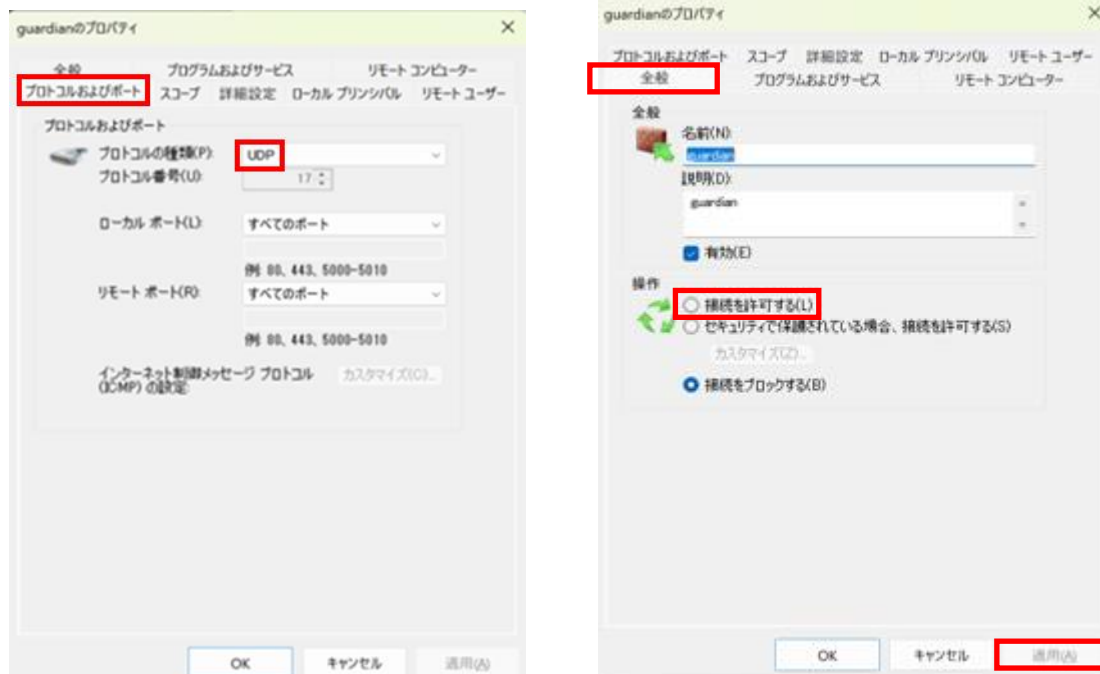 guardianのプロパティ
全般 プログラムおよびサービス リモート コンピューター
プロトコルおよびポート スコープ 詳細設定 ローカル プリンシパル リモート ユーザー
プロトコルおよびポート
プロトコルの種類(P): UDP
プロトコル番号(U): 17
ローカル ポート(L): すべてのポート
例: 80、443、5000-5010
リモート ポート(R): すべてのポート
例: 80、443、5000-5010
インターネット制御メッセージ プロトコル
(ICMP) の設定: カスタマイズ(C)...
OK キャンセル 適用(A)
guardianのプロパティ
プロトコルおよびポート スコープ 詳細設定 ローカル プリンシパル リモート ユーザー
全般 プログラムおよびサービス リモート コンピューター
全般
名前(N):
guardian
説明(D):
guardian
有効(E)
操作
接続を許可する(L)
セキュリティで保護されている場合、接続を許可する(S)
カスタマイズ(Z)...
接続をブロックする(B)
OK キャンセル 適用(A)